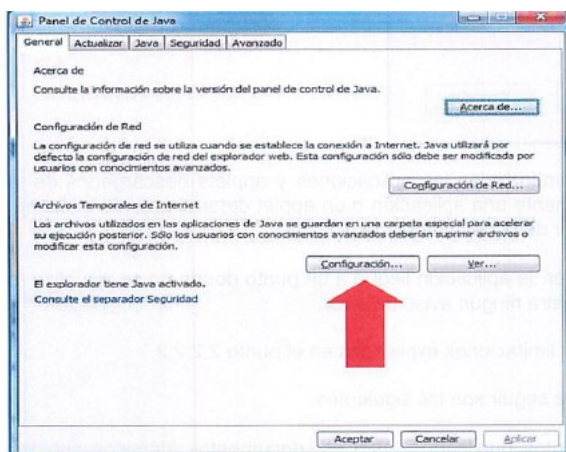 Panel de Control de Java
General Actualizar Java Seguridad Avanzado
Acerca de
Consulte la información sobre la versión del panel de control de Java.
Acerca de...
Configuración de Red
La configuración de red se utiliza cuando se establece la conexión a Internet. Java utilizará por
defecto la configuración de red del explorador web. Esta configuración sólo debe ser modificada por
usuarios con conocimientos avanzados.
Configuración de Red...
Archivos Temporales de Internet
Los archivos utilizados en las aplicaciones de Java se guardan en una carpeta especial para acelerar
su ejecución posterior. Sólo los usuarios con conocimientos avanzados deberían suprimir archivos o
modificar esta configuración.
Configuración... Ver...
El explorador tiene Java activado.
Consulte el separador Seguridad
Aceptar Cancelar Aplicar